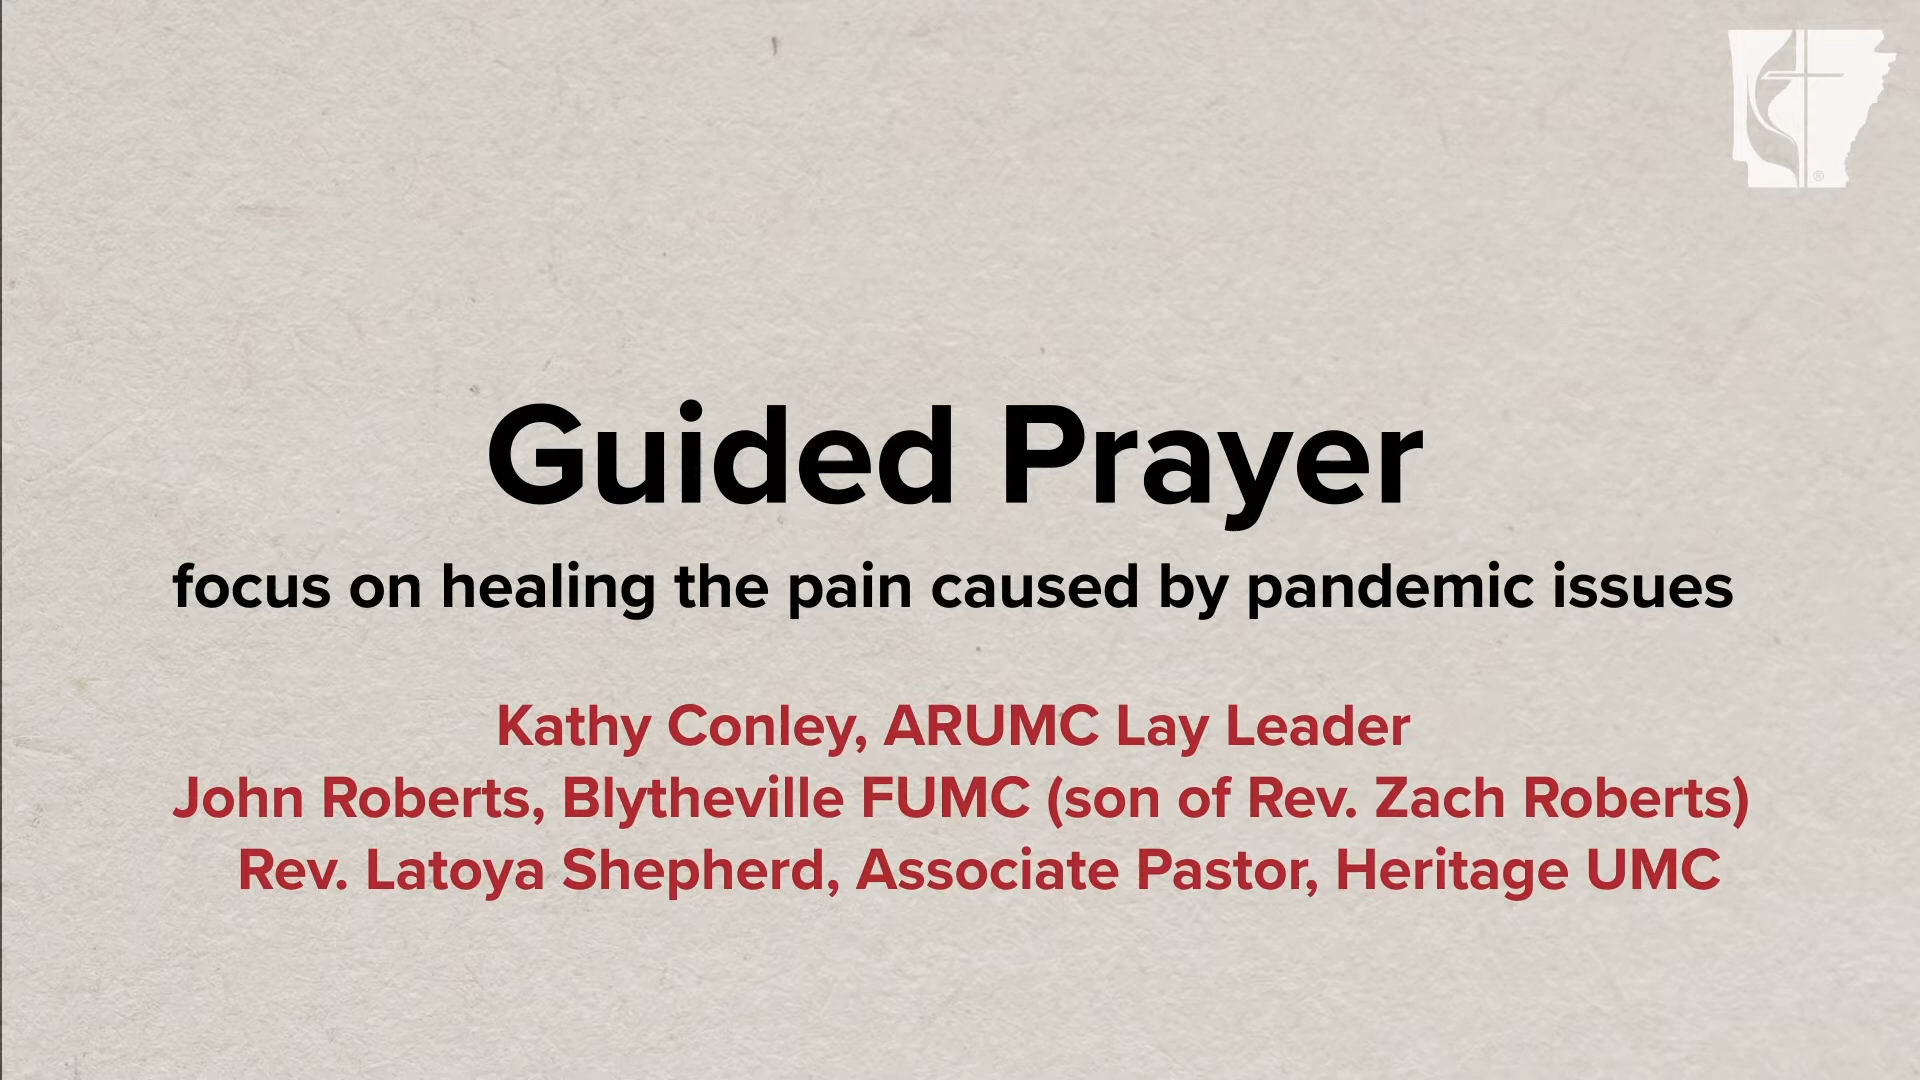 Guided Prayer
focus on healing the pain caused by pandemic issues
Kathy Conley, ARUMC Lay Leader
John Roberts, Blytheville FUMC (son of Rev. Zach Roberts)
Rev. Latoya Shepherd, Associate Pastor, Heritage UMC
®